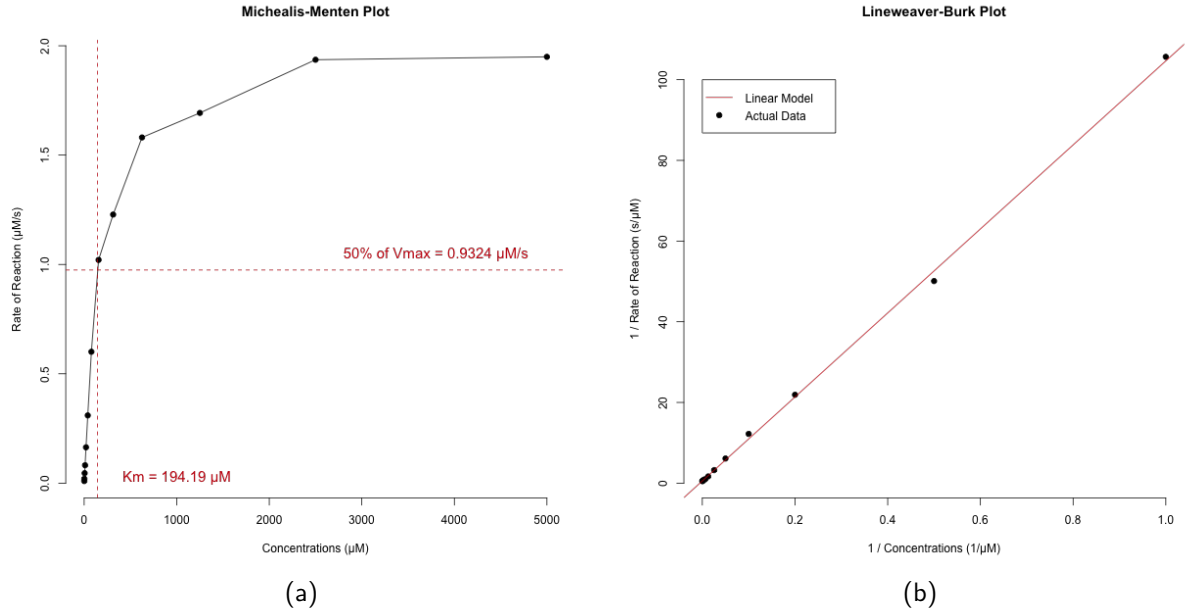 Michealis-Menten Plot
2.0
1.5
1.0
0.5
0.0
Rate of Reaction (µM/s)
50% of Vmax = 0.9324 µM/s
Km = 194.19 µM
0
1000
2000
3000
4000
5000
Concentrations (µM)
(a)
Lineweaver-Burk Plot
100
80
60
40
20
0
1 / Rate of Reaction (s/µM)
Linear Model
Actual Data
0.0
0.2
0.4
0.6
0.8
1.0
1 / Concentrations (1/µM)
(b)